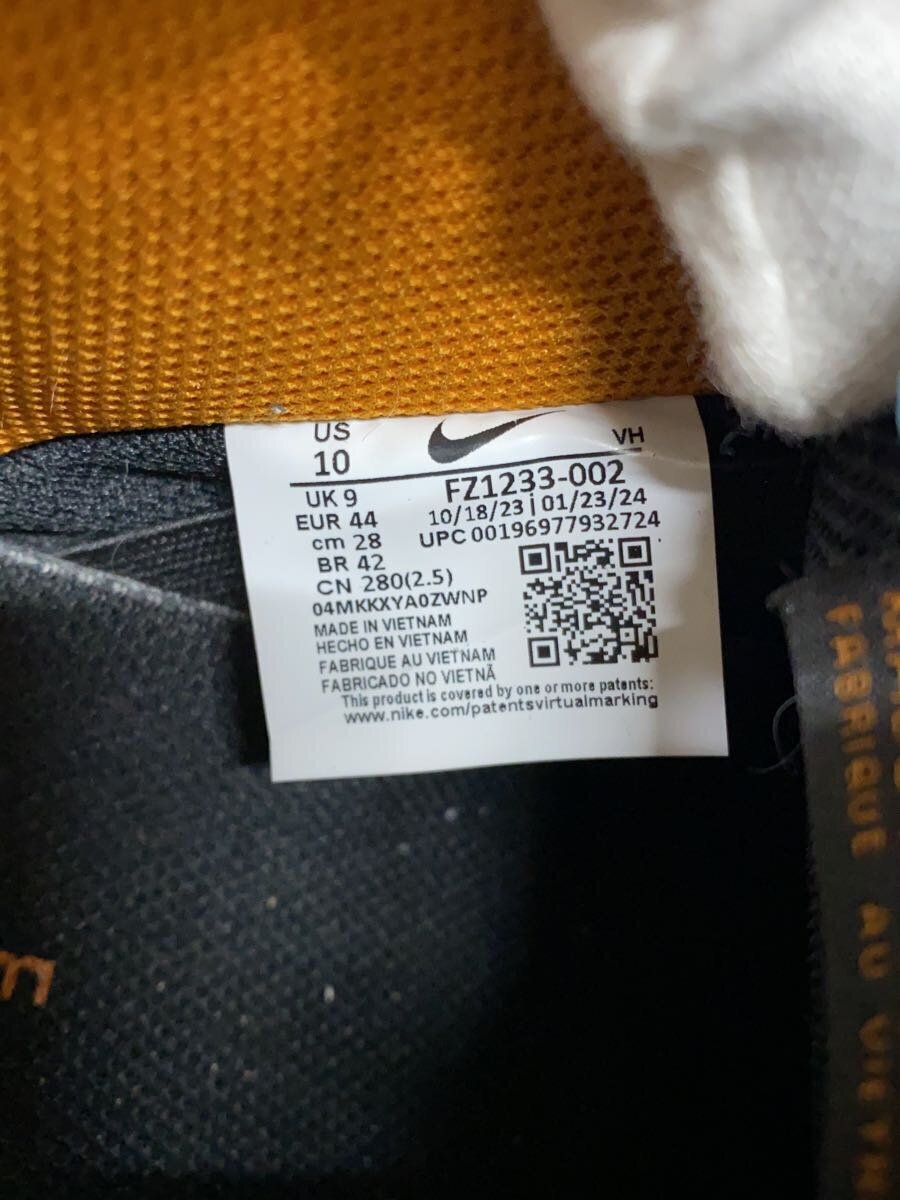 US
10
VH
UK 9
FZ1233-002
EUR 44
10/18/23 | 01/23/24
cm 28
UPC 00196977932724
BR 42
CN 280(2.5)
04MKKXYA0ZWNP
MADE IN VIETNAM
HECHO EN VIETNAM
FABRIQUE AU VIETNAM
FABRICADO NO VIETNÃ
This product is covered by one or more patents:
www.nike.com/patentsvirtualmarking
FABRIQUE AU VIETN
m